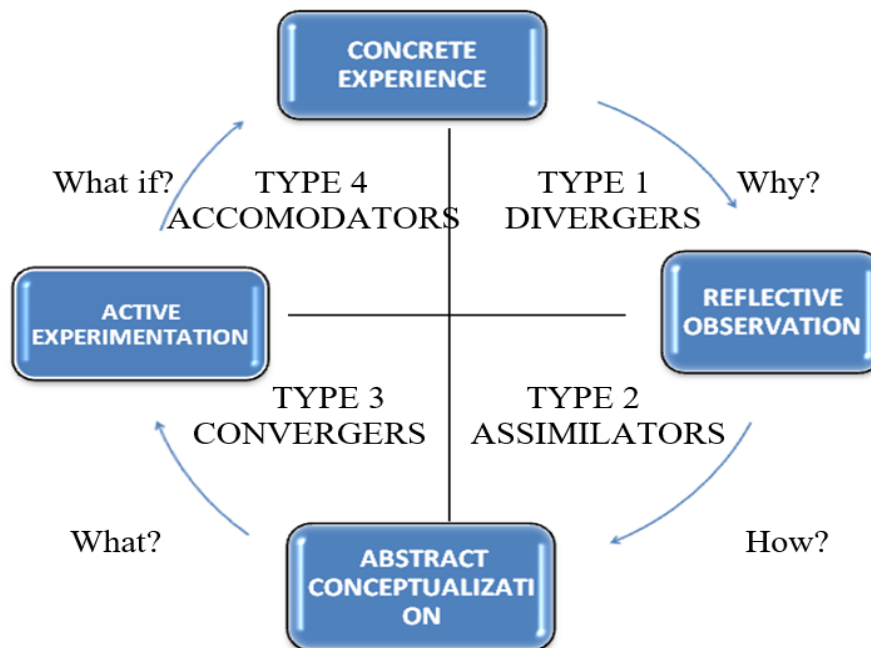 CONCRETE
EXPERIENCE
What if?
TYPE 4
ACCOMODATORS
TYPE 1
DIVERGERS
Why?
ACTIVE
EXPERIMENTATION
REFLECTIVE
OBSERVATION
TYPE 3
CONVERGERS
TYPE 2
ASSIMILATORS
What?
ABSTRACT
CONCEPTUALIZATI
ON
How?